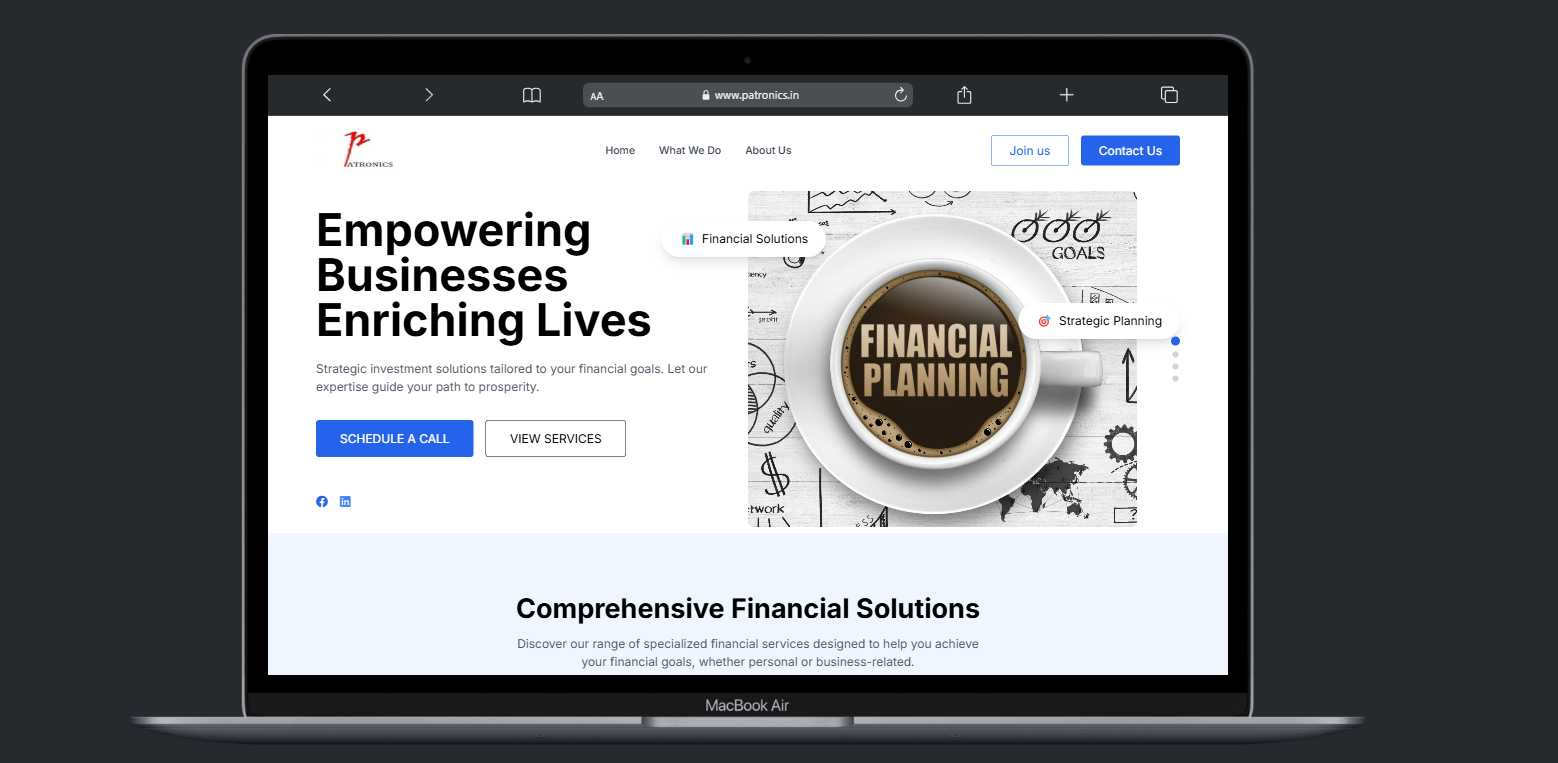 AA
www.patronics.in
PATRONICS
Home
What We Do
About Us
Join us
Contact Us
Empowering
Businesses
Enriching Lives
Strategic investment solutions tailored to your financial goals. Let our
expertise guide your path to prosperity.
SCHEDULE A CALL
VIEW SERVICES
Financial Solutions
GOALS
Strategic Planning
profit
FINANCIAL
PLANNING
quality
$
twork
?
Comprehensive Financial Solutions
Discover our range of specialized financial services designed to help you achieve
your financial goals, whether personal or business-related.
MacBook Air